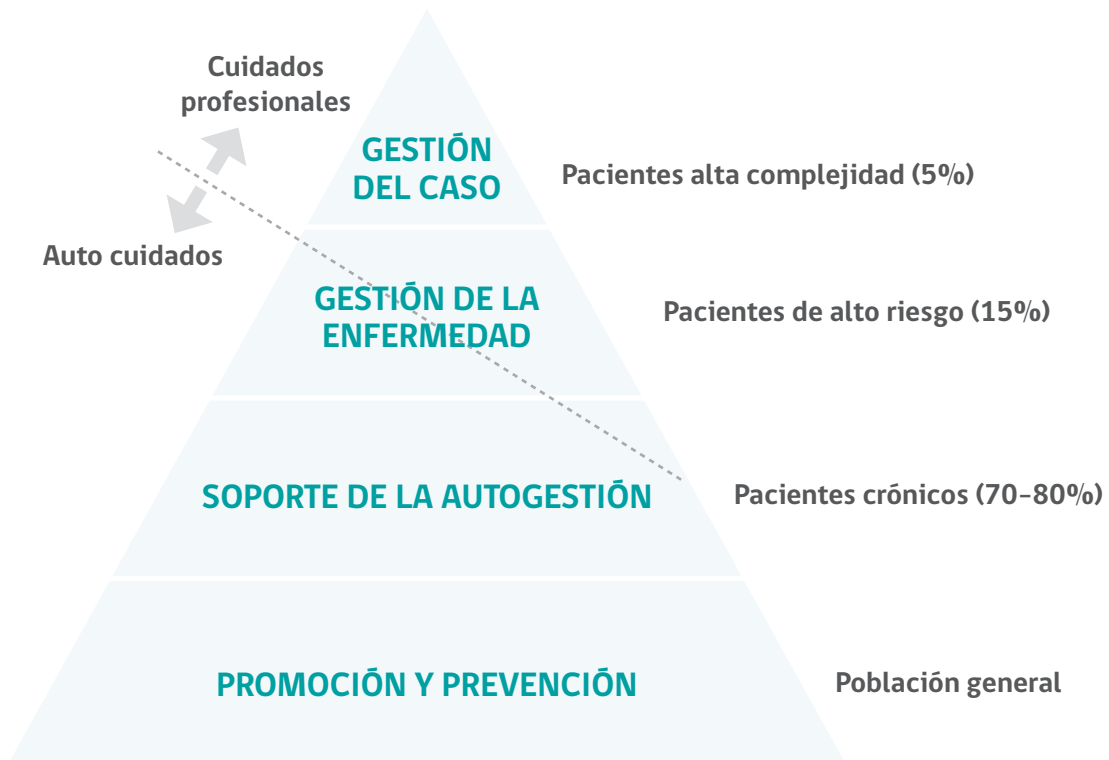 Cuidados
profesionales
GESTIÓN
DEL CASO
Pacientes alta complejidad (5%)
Auto cuidados
GESTIÓN DE LA
ENFERMEDAD
Pacientes de alto riesgo (15%)
SOPORTE DE LA AUTOGESTIÓN
Pacientes crónicos (70-80%)
PROMOCIÓN Y PREVENCIÓN
Población general